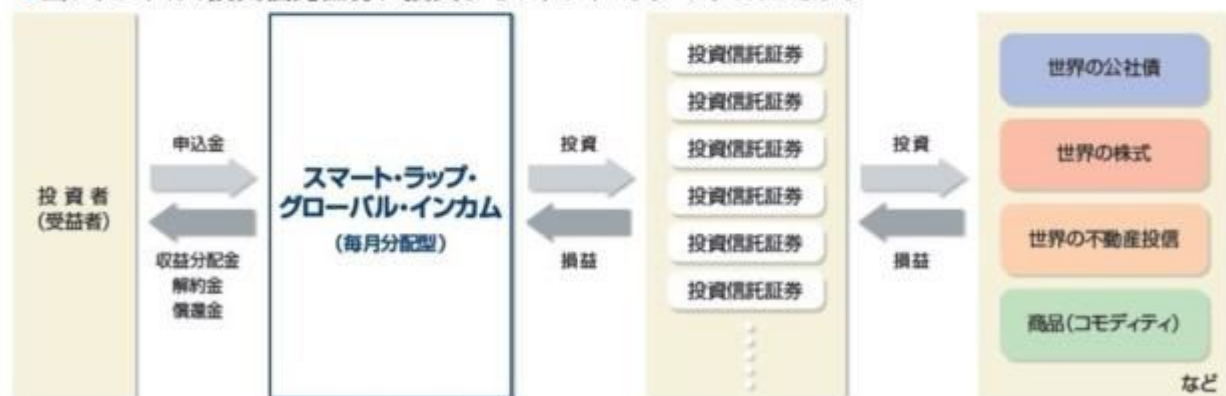 投資者
(受益者)
申込金
収益分配金
解約金
償還金
スマート・ラップ・
グローバル・インカム
(毎月分配型)
投資
損益
投資信託証券
投資信託証券
投資信託証券
投資信託証券
投資信託証券
投資信託証券
投資
損益
世界の公社債
世界の株式
世界の不動産投信
商品(コモディティ)
など